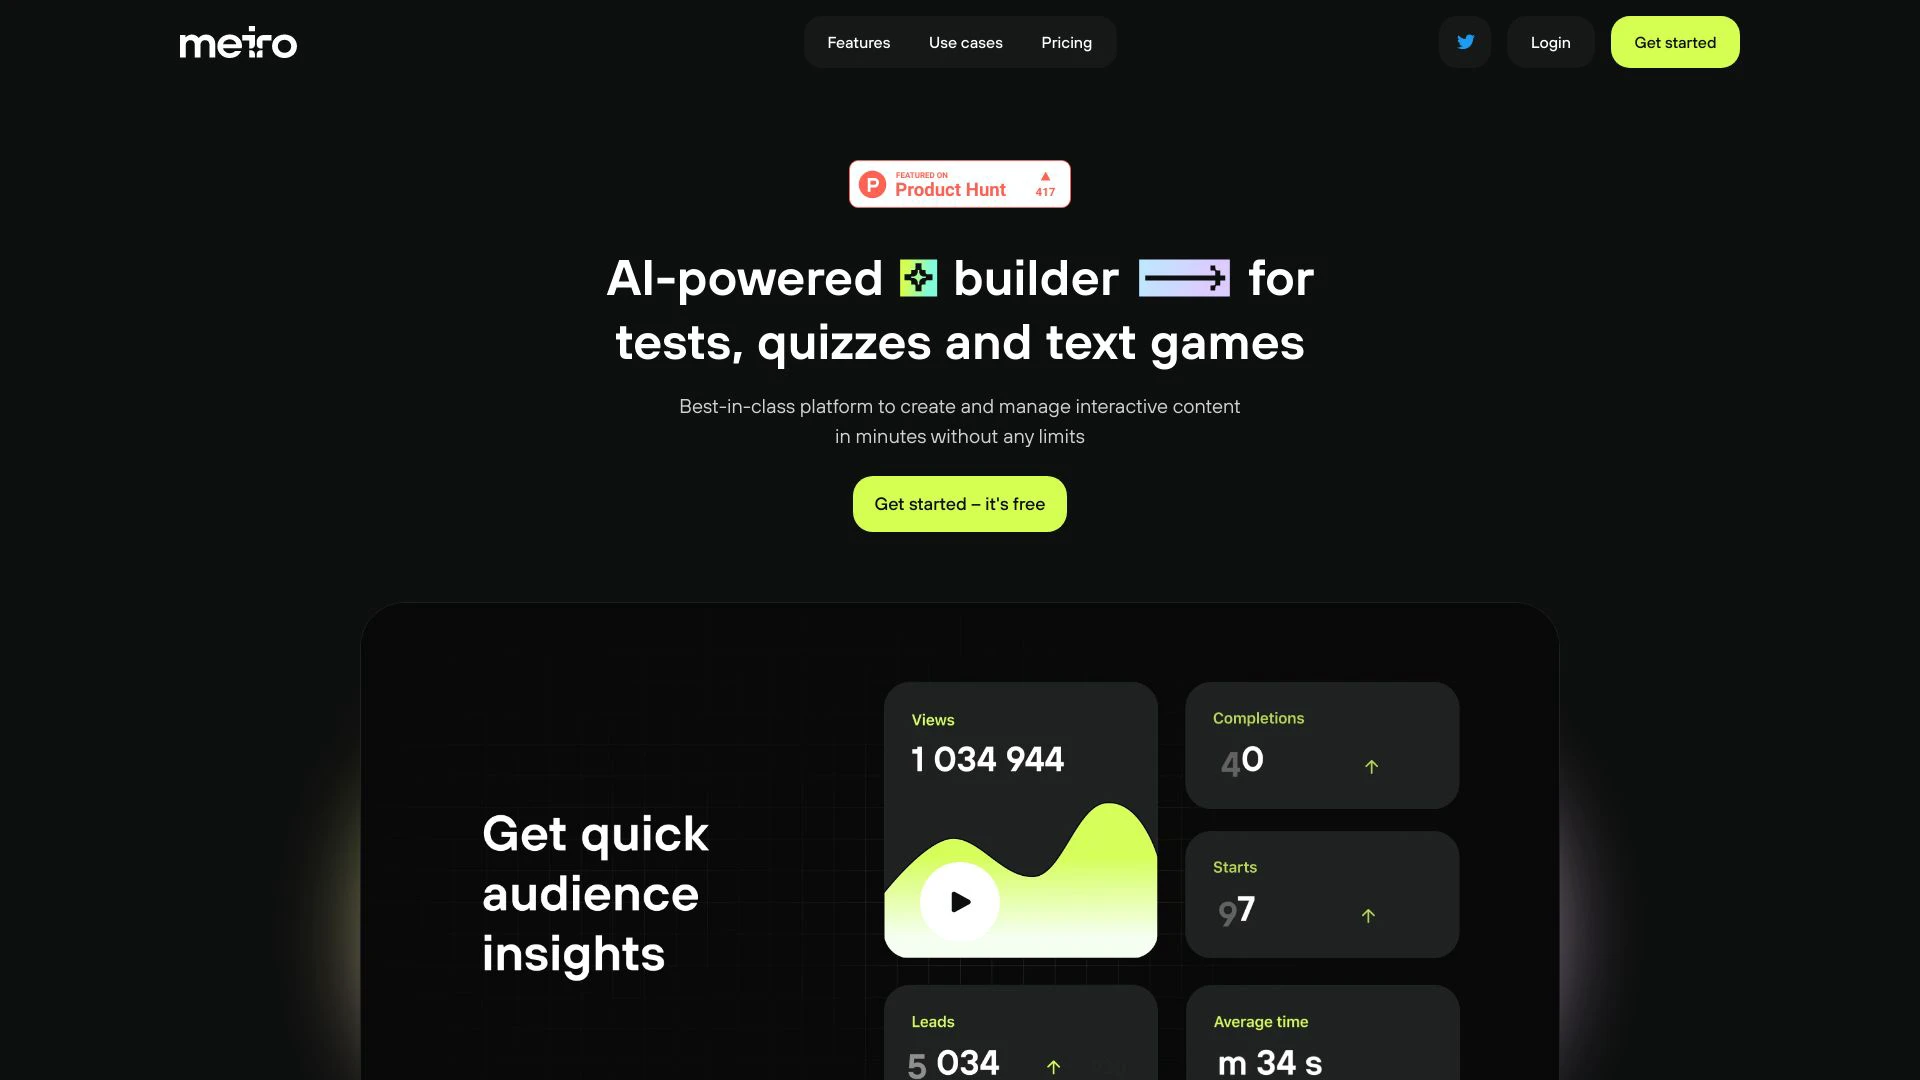 meiro
Features
Use cases
Pricing
Login
Get started
P
FEATURED ON
Product Hunt
417
AI-powered builder for
tests, quizzes and text games
Best-in-class platform to create and manage interactive content
in minutes without any limits
Get started – it's free
Get quick
audience
insights
Views
1 034 944
Completions
40
Starts
97
Leads
5 034
Average time
m 34 s